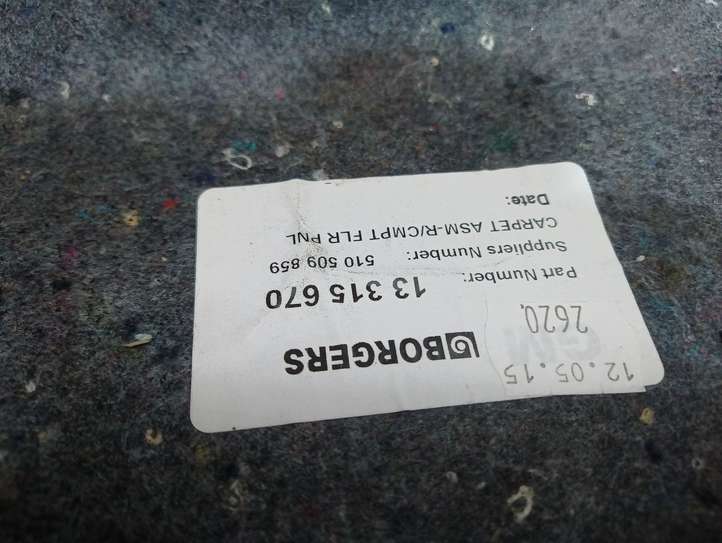 12.05.15
2620,
GM
BORGERS
Part Number: 13 315 670
Suppliers Number: 510 509 859
CARPET ASM-R/CMPT FLR PNL
Date: